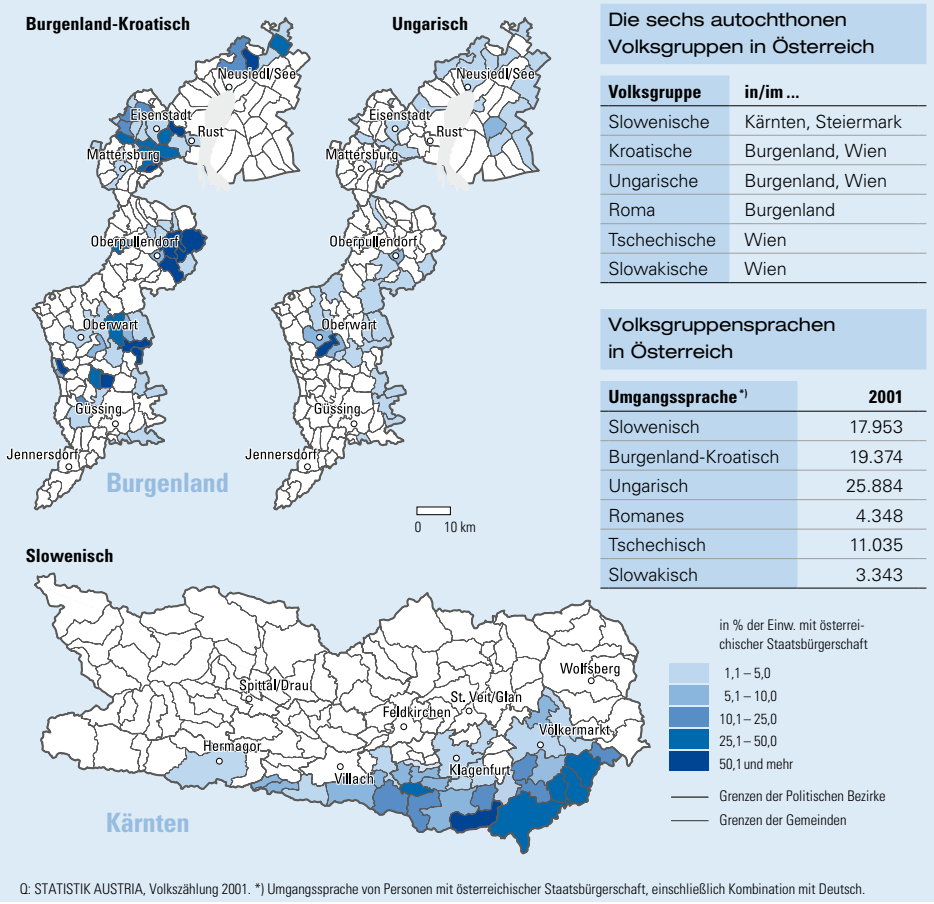 Burgenland-Kroatisch
Neusiedl/See
Eisenstadt
Rust
Mattersburg
Oberpullendorf
Oberwart
Güssing
Jennersdorf
Burgenland
Ungarisch
Neusiedl/See
Eisenstadt
Rust
Mattersburg
Oberpullendorf
Oberwart
Güssing
Jennersdorf
0 10 km
Die sechs autochthonen
Volksgruppen in Österreich
Volksgruppe in/im ...
Slowenische Kärnten, Steiermark
Kroatische Burgenland, Wien
Ungarische Burgenland, Wien
Roma Burgenland
Tschechische Wien
Slowakische Wien
Volksgruppensprachen
in Österreich
Umgangssprache*) 2001
Slowenisch 17.953
Burgenland-Kroatisch 19.374
Ungarisch 25.884
Romanes 4.348
Tschechisch 11.035
Slowakisch 3.343
Slowenisch
Wolfsberg
Spittal/Drau
St. Veit/Glan
Feldkirchen
Völkermarkt
Hermagor
Villach
Klagenfurt
Kärnten
in % der Einw. mit österrei-
chischer Staatsbürgerschaft
1,1 – 5,0
5,1 – 10,0
10,1 – 25,0
25,1 – 50,0
50,1 und mehr
Grenzen der Politischen Bezirke
Grenzen der Gemeinden
Q: STATISTIK AUSTRIA, Volkszählung 2001. *) Umgangssprache von Personen mit österreichischer Staatsbürgerschaft, einschließlich Kombination mit Deutsch.